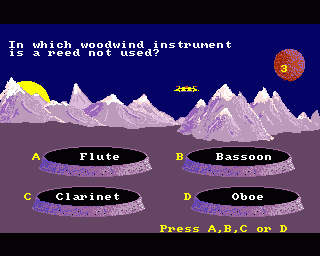 In which woodwind instrument
is a reed not used?
3
A Flute
B Bassoon
C Clarinet
D Oboe
Press A,B,C or D